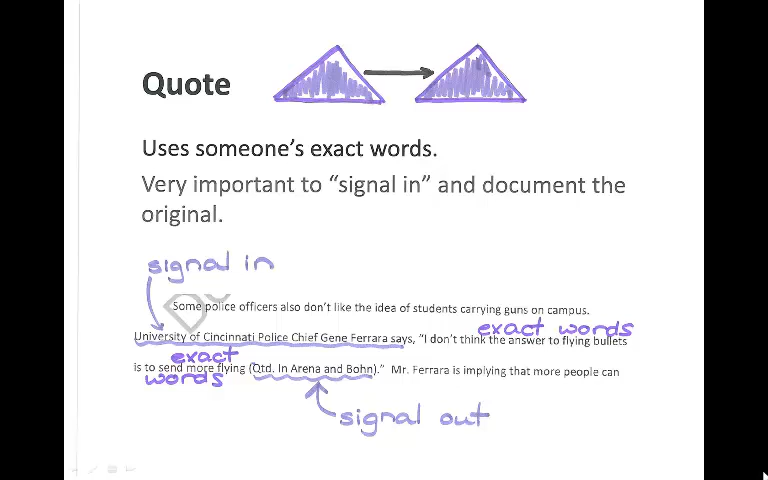 Quote
Uses someone's exact words.
Very important to "signal in" and document the
original.
signal in
Some police officers also don't like the idea of students carrying guns on campus.
exact words
University of Cincinnati Police Chief Gene Ferrara says, "I don't think the answer to flying bullets
exact
is to send more flying (Qtd. In Arena and Bohn)." Mr. Ferrara is implying that more people can
words
signal out